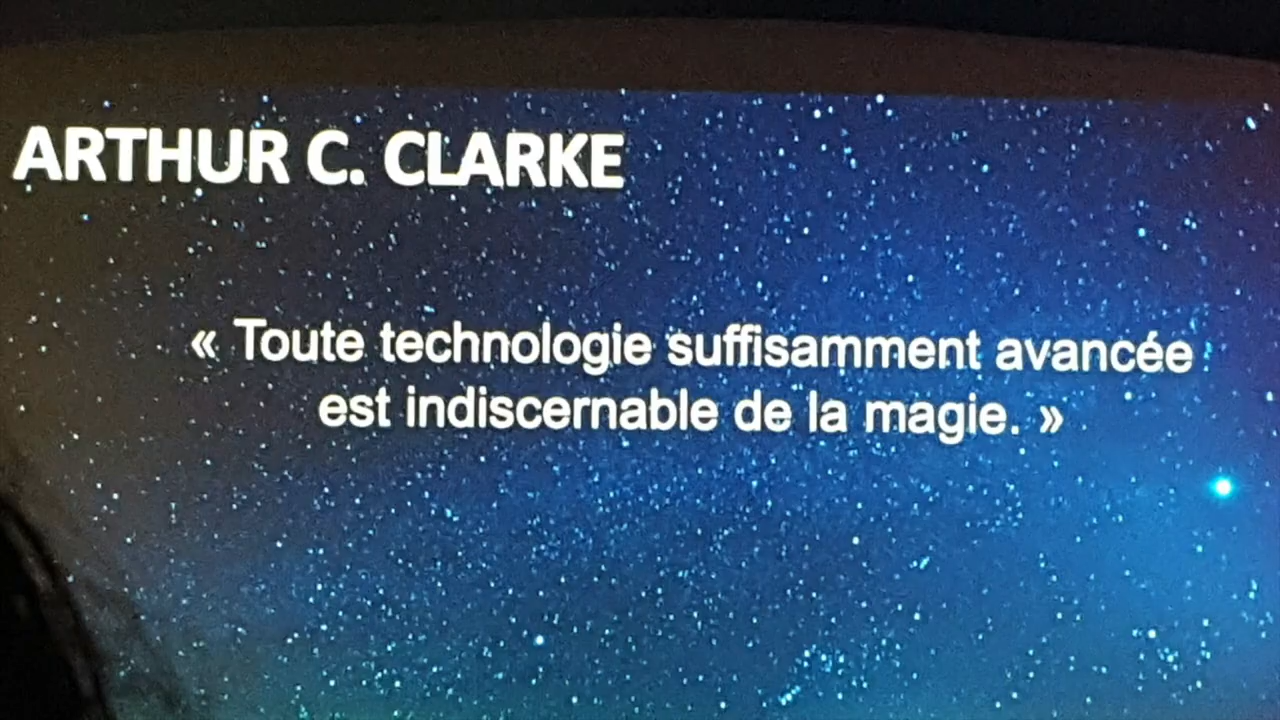 ARTHUR C. CLARKE
« Toute technologie suffisamment avancée
est indiscernable de la magie. »